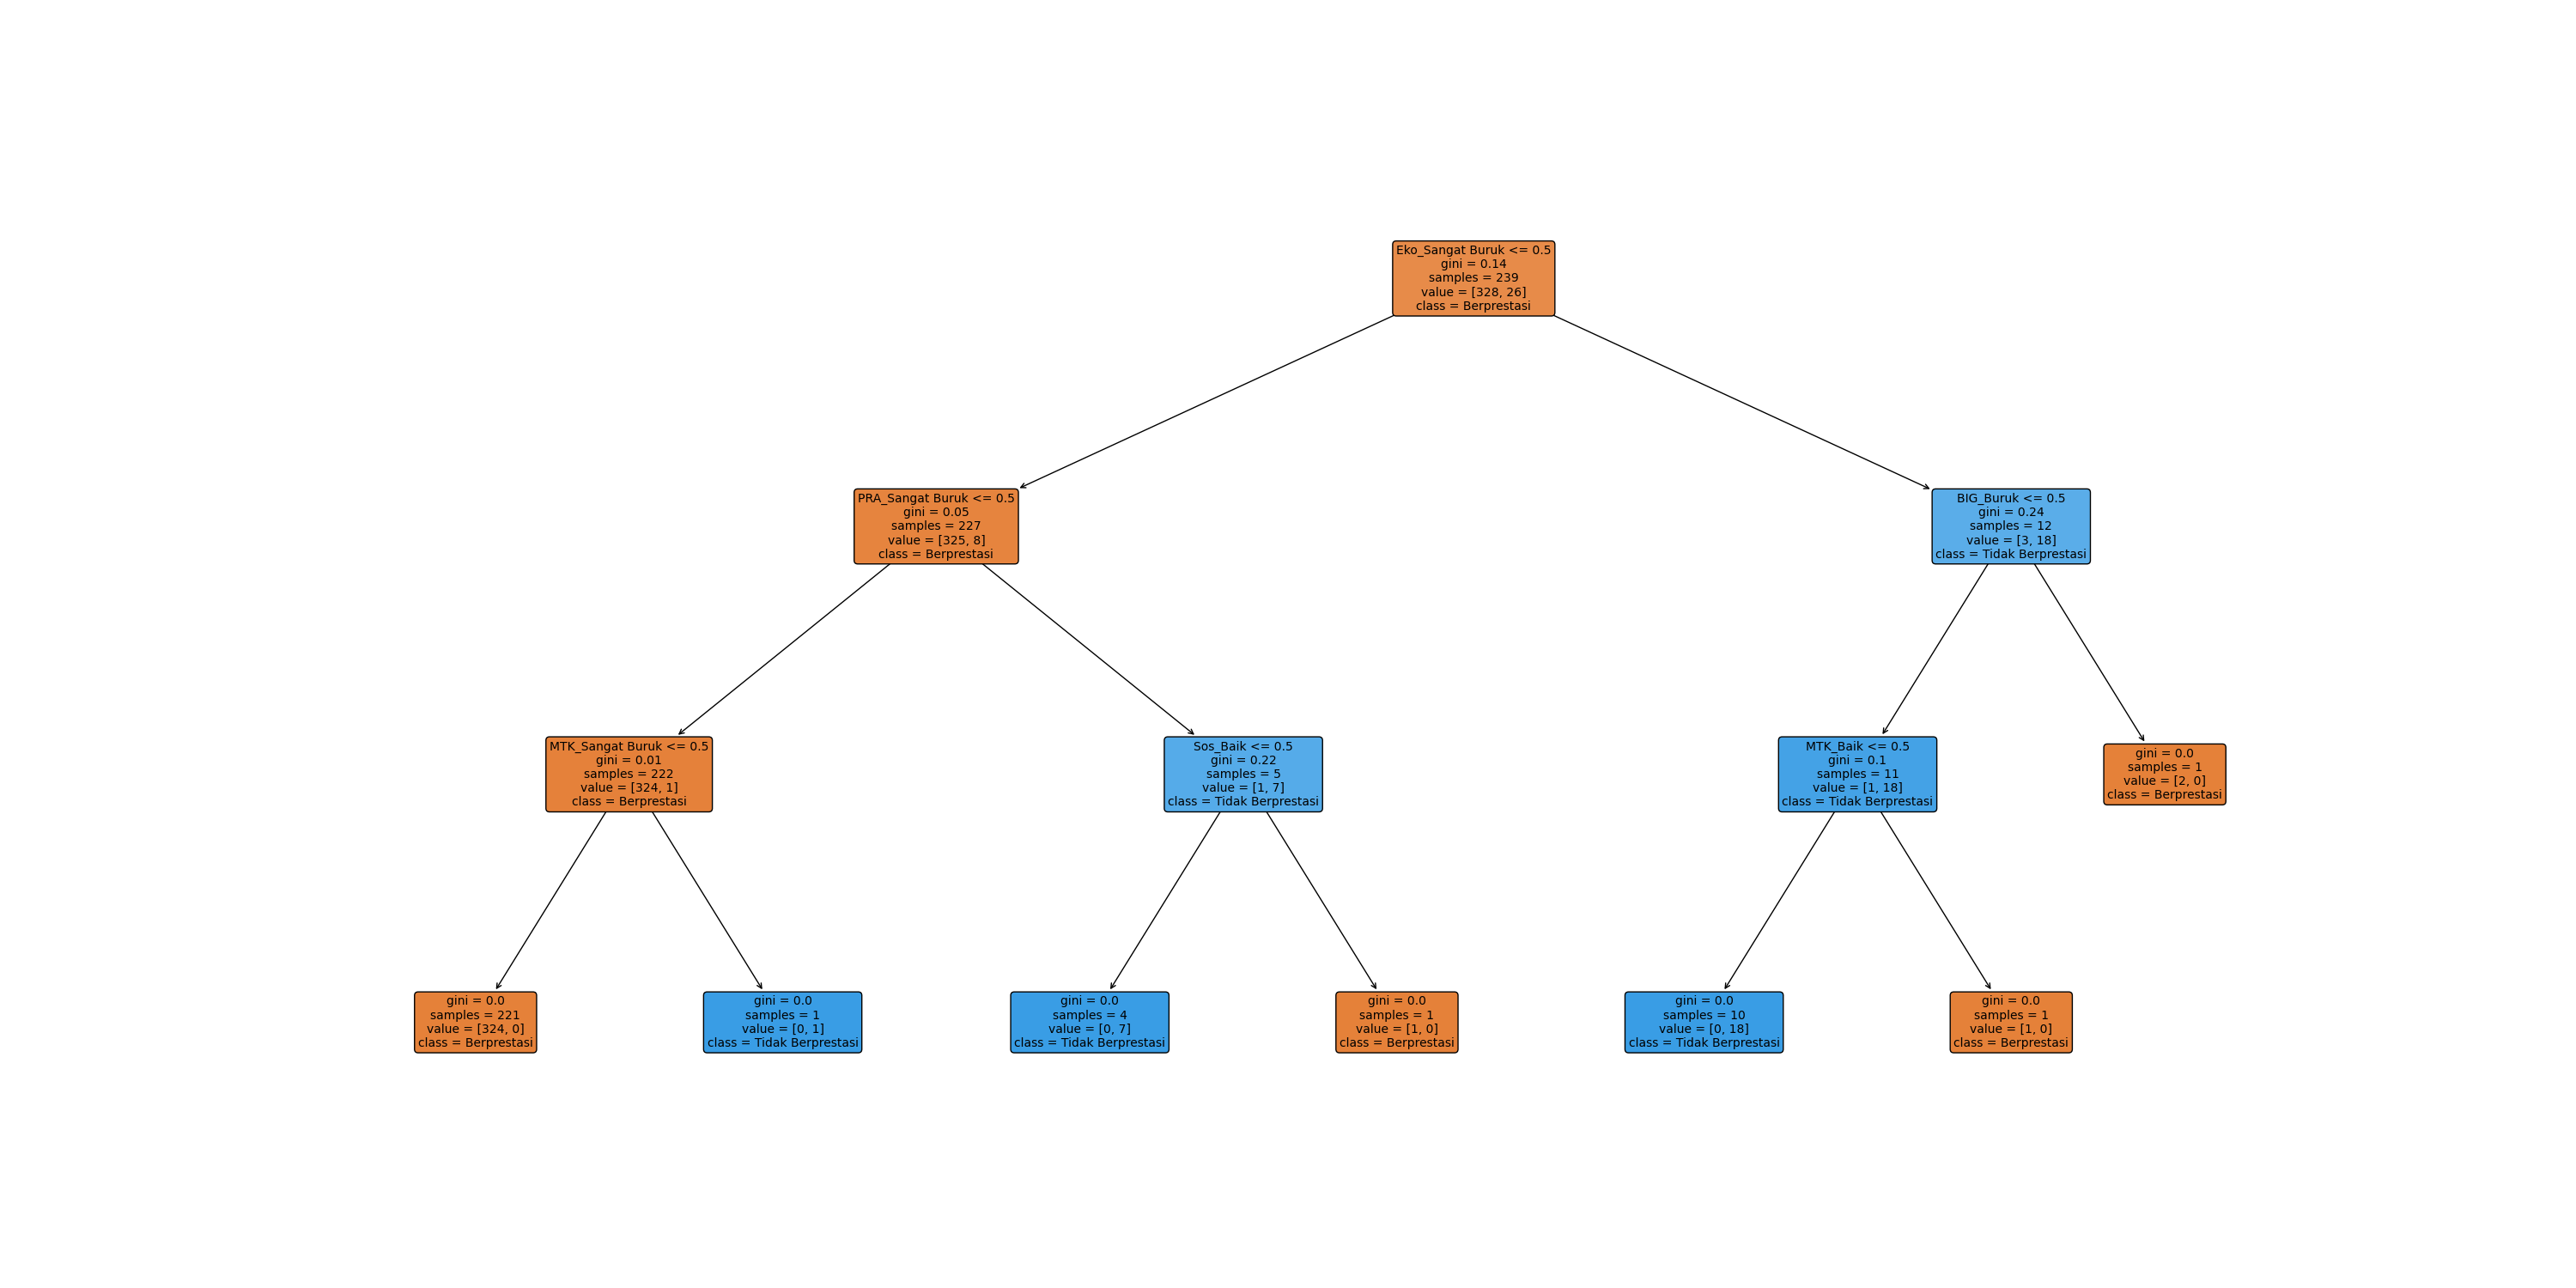 Eko_Sangat Buruk <= 0.5
gini = 0.14
samples = 239
value = [328, 26]
class = Berprestasi
PRA_Sangat Buruk <= 0.5
gini = 0.05
samples = 227
value = [325, 8]
class = Berprestasi
BIG_Buruk <= 0.5
gini = 0.24
samples = 12
value = [3, 18]
class = Tidak Berprestasi
MTK_Sangat Buruk <= 0.5
gini = 0.01
samples = 222
value = [324, 1]
class = Berprestasi
Sos_Baik <= 0.5
gini = 0.22
samples = 5
value = [1, 7]
class = Tidak Berprestasi
MTK_Baik <= 0.5
gini = 0.1
samples = 11
value = [1, 18]
class = Tidak Berprestasi
gini = 0.0
samples = 1
value = [2, 0]
class = Berprestasi
gini = 0.0
samples = 221
value = [324, 0]
class = Berprestasi
gini = 0.0
samples = 1
value = [0, 1]
class = Tidak Berprestasi
gini = 0.0
samples = 4
value = [0, 7]
class = Tidak Berprestasi
gini = 0.0
samples = 1
value = [1, 0]
class = Berprestasi
gini = 0.0
samples = 10
value = [0, 18]
class = Tidak Berprestasi
gini = 0.0
samples = 1
value = [1, 0]
class = Berprestasi